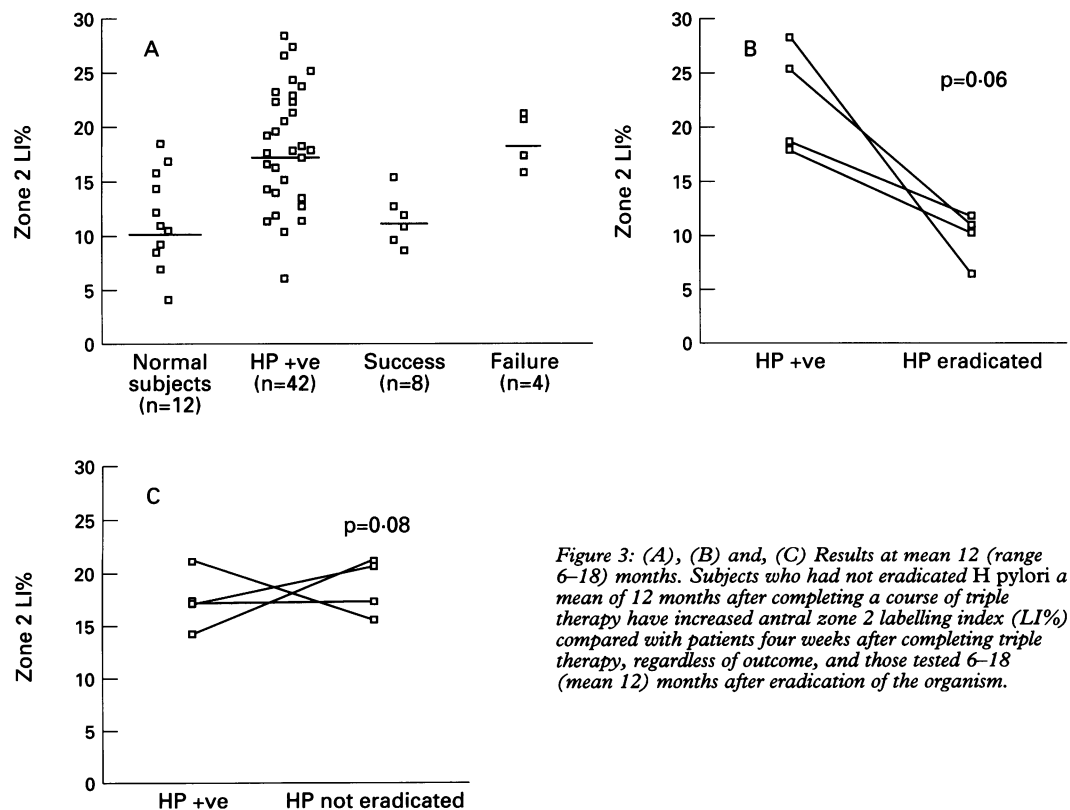 A
Zone 2 LI%
30
25
20
15
10
5
0
Normal subjects (n=12)
HP +ve (n=42)
Success (n=8)
Failure (n=4)
B
Zone 2 LI%
30
25
20
15
10
5
0
p=0·06
HP +ve
HP eradicated
C
Zone 2 LI%
30
25
20
15
10
5
0
p=0·08
HP +ve
HP not eradicated
Figure 3: (A), (B) and, (C) Results at mean 12 (range
6–18) months. Subjects who had not eradicated H pylori a
mean of 12 months after completing a course of triple
therapy have increased antral zone 2 labelling index (LI%)
compared with patients four weeks after completing triple
therapy, regardless of outcome, and those tested 6–18
(mean 12) months after eradication of the organism.